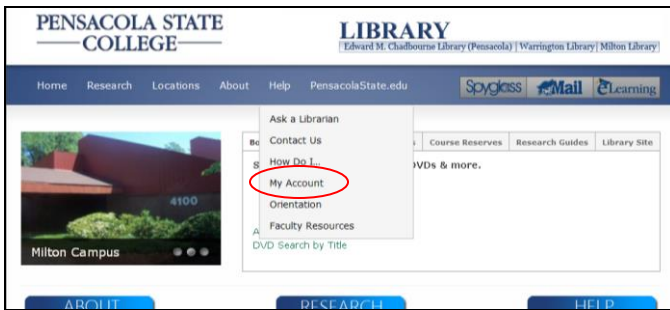 PENSACOLA STATE
COLLEGE
LIBRARY
Edward M. Chadbourne Library (Pensacola) | Warrington Library | Milton Library
Home Research Locations About Help PensacolaState.edu Spyglass Mail eLearning
Ask a Librarian
Contact Us
How Do I...
My Account
Orientation
Faculty Resources
Course Reserves Research Guides Library Site
DVDs & more.
DVD Search by Title
4100
Milton Campus
ABOUT RESEARCH HELP